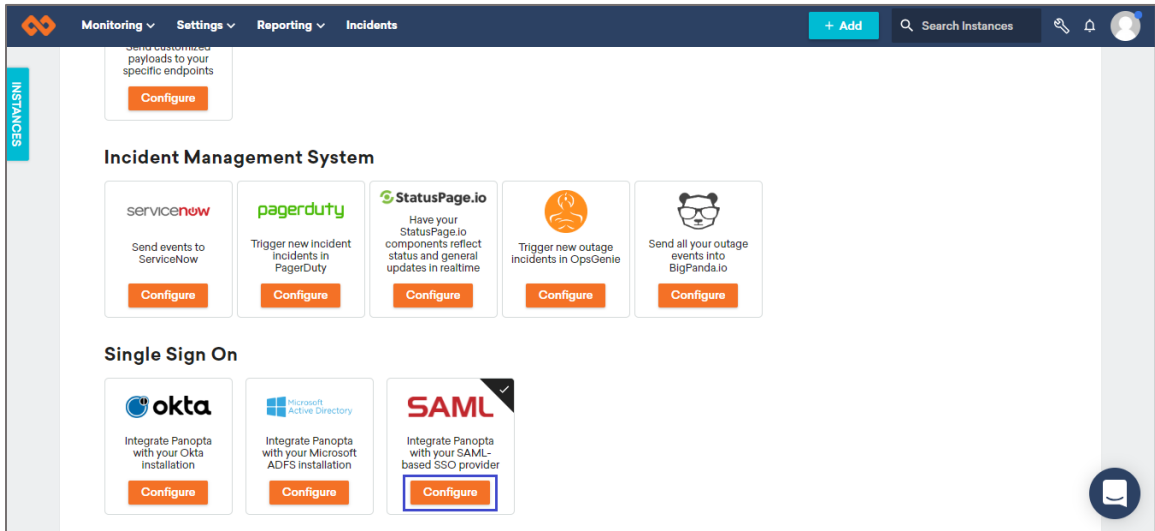 Monitoring Settings Reporting Incidents + Add Search Instances
INSTANCES
Send customized
payloads to your
specific endpoints
Configure
Incident Management System
servicenow
Send events to
ServiceNow
Configure
pagerduty
Trigger new incident
incidents in
PagerDuty
Configure
StatusPage.io
Have your
StatusPage.io
components reflect
status and general
updates in realtime
Configure
Trigger new outage
incidents in OpsGenie
Configure
Send all your outage
events into
BigPanda.io
Configure
Single Sign On
okta
Integrate Panopta
with your Okta
installation
Configure
Microsoft
Active Directory
Integrate Panopta
with your Microsoft
ADFS installation
Configure
SAML
Integrate Panopta
with your SAML-
based SSO provider
Configure